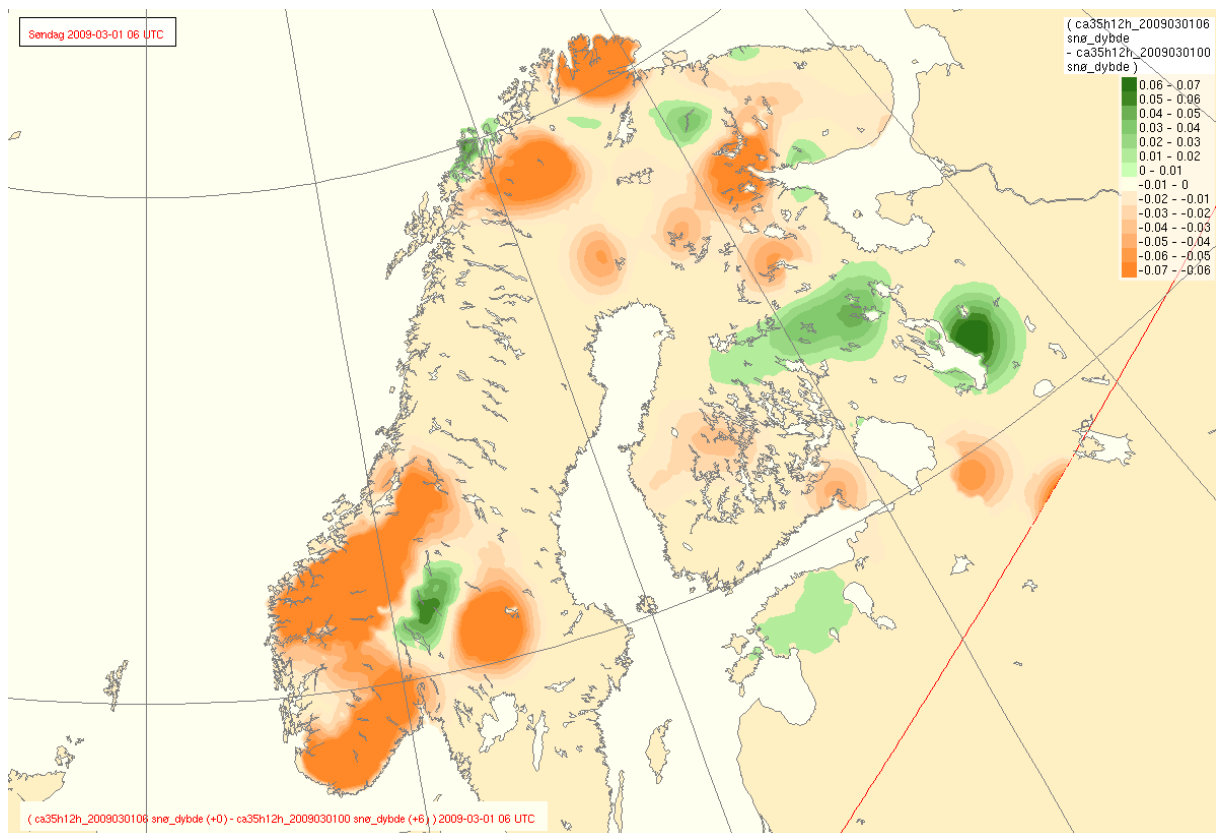 Søndag 2009-03-01 06 UTC
( ca35h12h_2009030106
snø_dybde
- ca35h12h_2009030100
snø_dybde )
0.06 - 0.07
0.05 - 0.06
0.04 - 0.05
0.03 - 0.04
0.02 - 0.03
0.01 - 0.02
0 - 0.01
-0.01 - 0
-0.02 - -0.01
-0.03 - -0.02
-0.04 - -0.03
-0.05 - -0.04
-0.06 - -0.05
-0.07 - -0.06
( ca35h12h_2009030106 snø_dybde (+0) - ca35h12h_2009030100 snø_dybde (+6) ) 2009-03-01 06 UTC